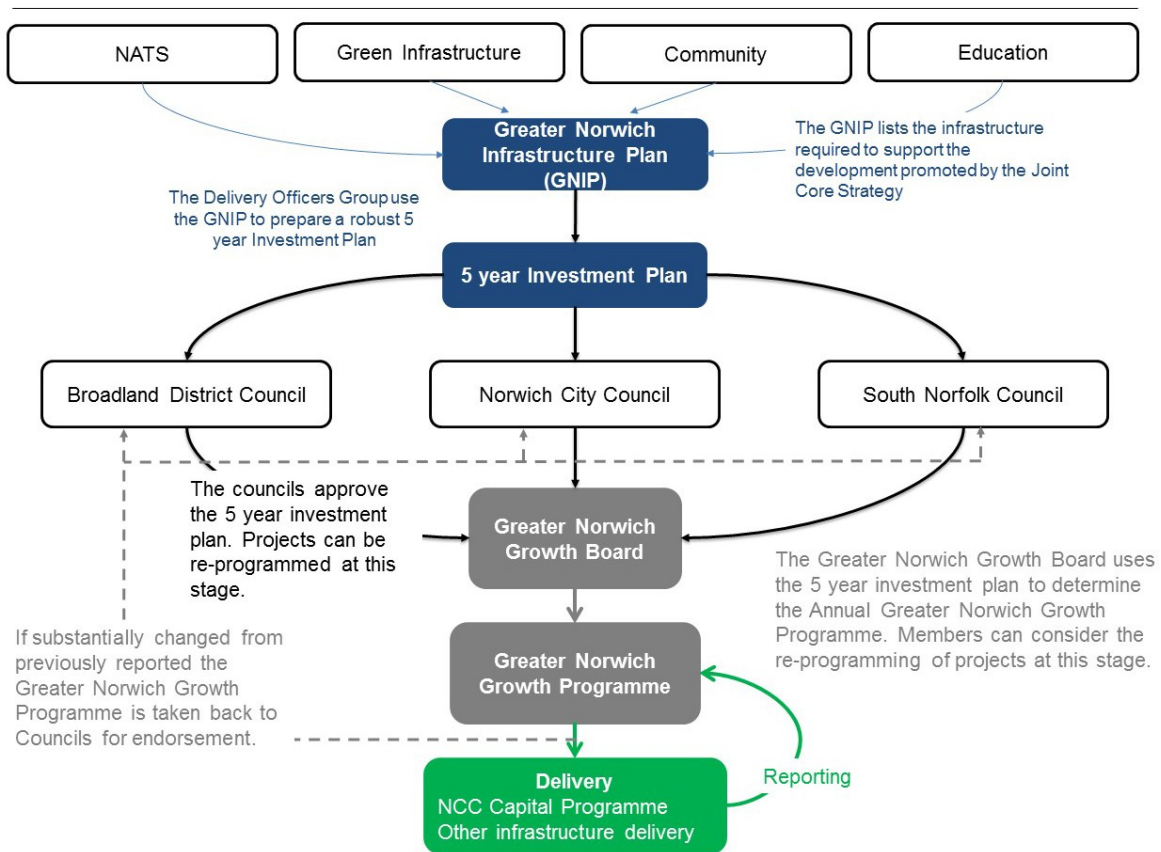 NATS
Green Infrastructure
Community
Education
Greater Norwich
Infrastructure Plan
(GNIP)
The GNIP lists the infrastructure
required to support the
development promoted by the Joint
Core Strategy
The Delivery Officers Group use
the GNIP to prepare a robust 5
year Investment Plan
5 year Investment Plan
Broadland District Council
Norwich City Council
South Norfolk Council
The councils approve
the 5 year investment
plan. Projects can be
re-programmed at this
stage.
Greater Norwich
Growth Board
The Greater Norwich Growth Board uses
the 5 year investment plan to determine
the Annual Greater Norwich Growth
Programme. Members can consider the
re-programming of projects at this stage.
If substantially changed from
previously reported the
Greater Norwich Growth
Programme is taken back to
Councils for endorsement.
Greater Norwich
Growth Programme
Delivery
NCC Capital Programme
Other infrastructure delivery
Reporting